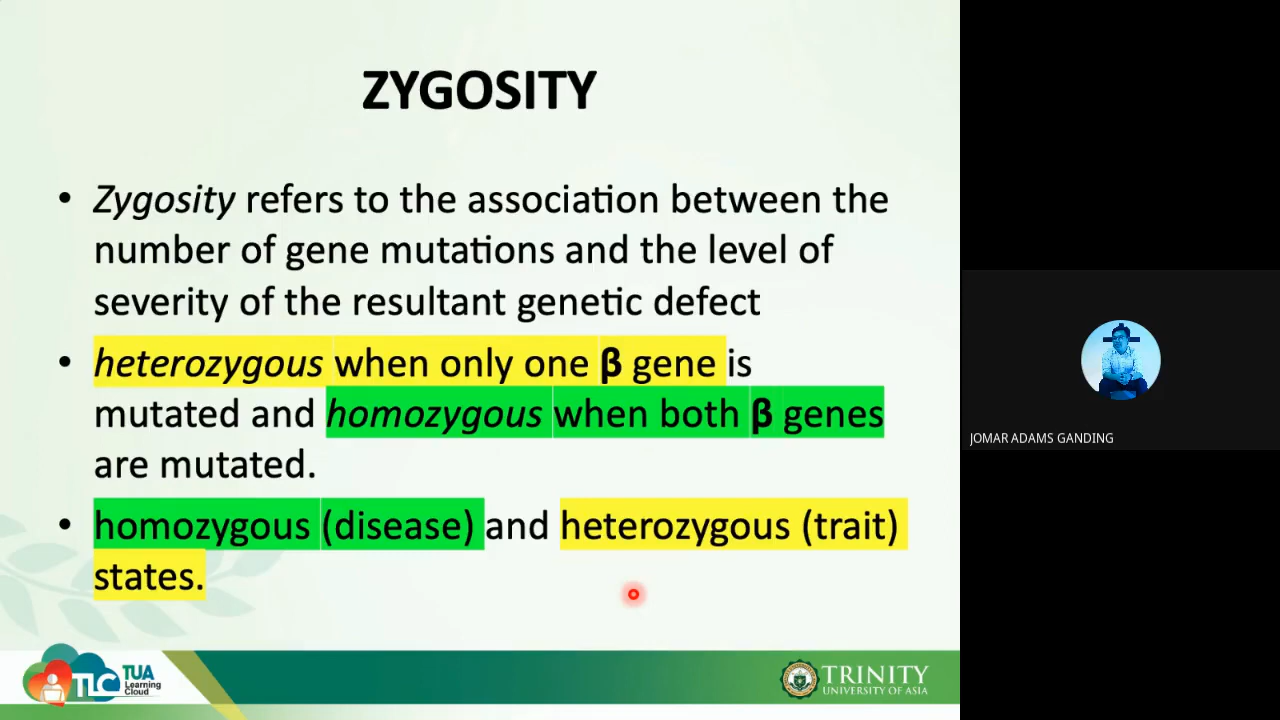 ZYGOSITY
• Zygosity refers to the association between the
number of gene mutations and the level of
severity of the resultant genetic defect
• heterozygous when only one β gene is
mutated and homozygous when both β genes
are mutated.
• homozygous (disease) and heterozygous (trait)
states.
JOMAR ADAMS GANDING
TLC TUA
Learning
Cloud
TRINITY
UNIVERSITY OF ASIA